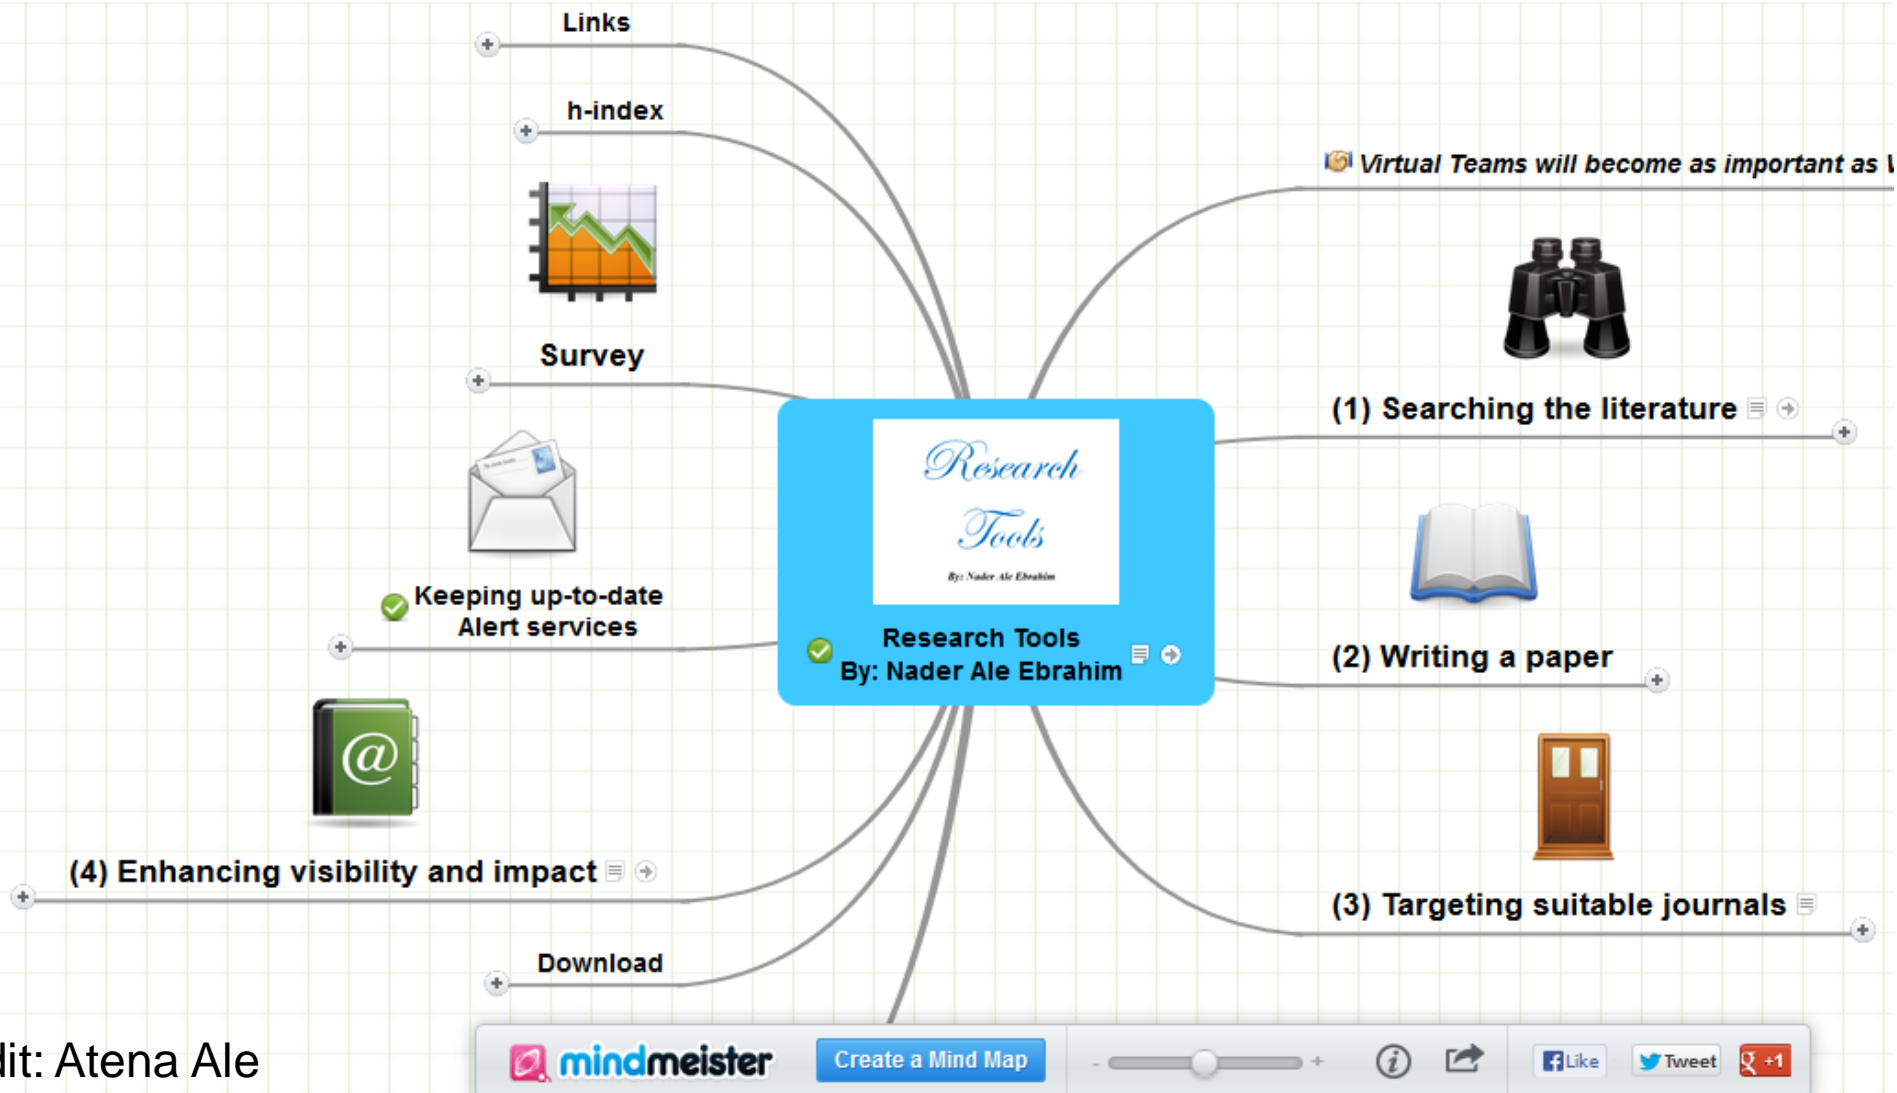 Links
h-index
Virtual Teams will become as important as
Survey
(1) Searching the literature
Research
Tools
By: Nader Ale Ebrahim
Keeping up-to-date
Alert services
Research Tools
By: Nader Ale Ebrahim
(2) Writing a paper
@
(4) Enhancing visibility and impact
(3) Targeting suitable journals
Download
dit: Atena Ale
mindmeister
Create a Mind Map
- +
i
Like
Tweet
g +1